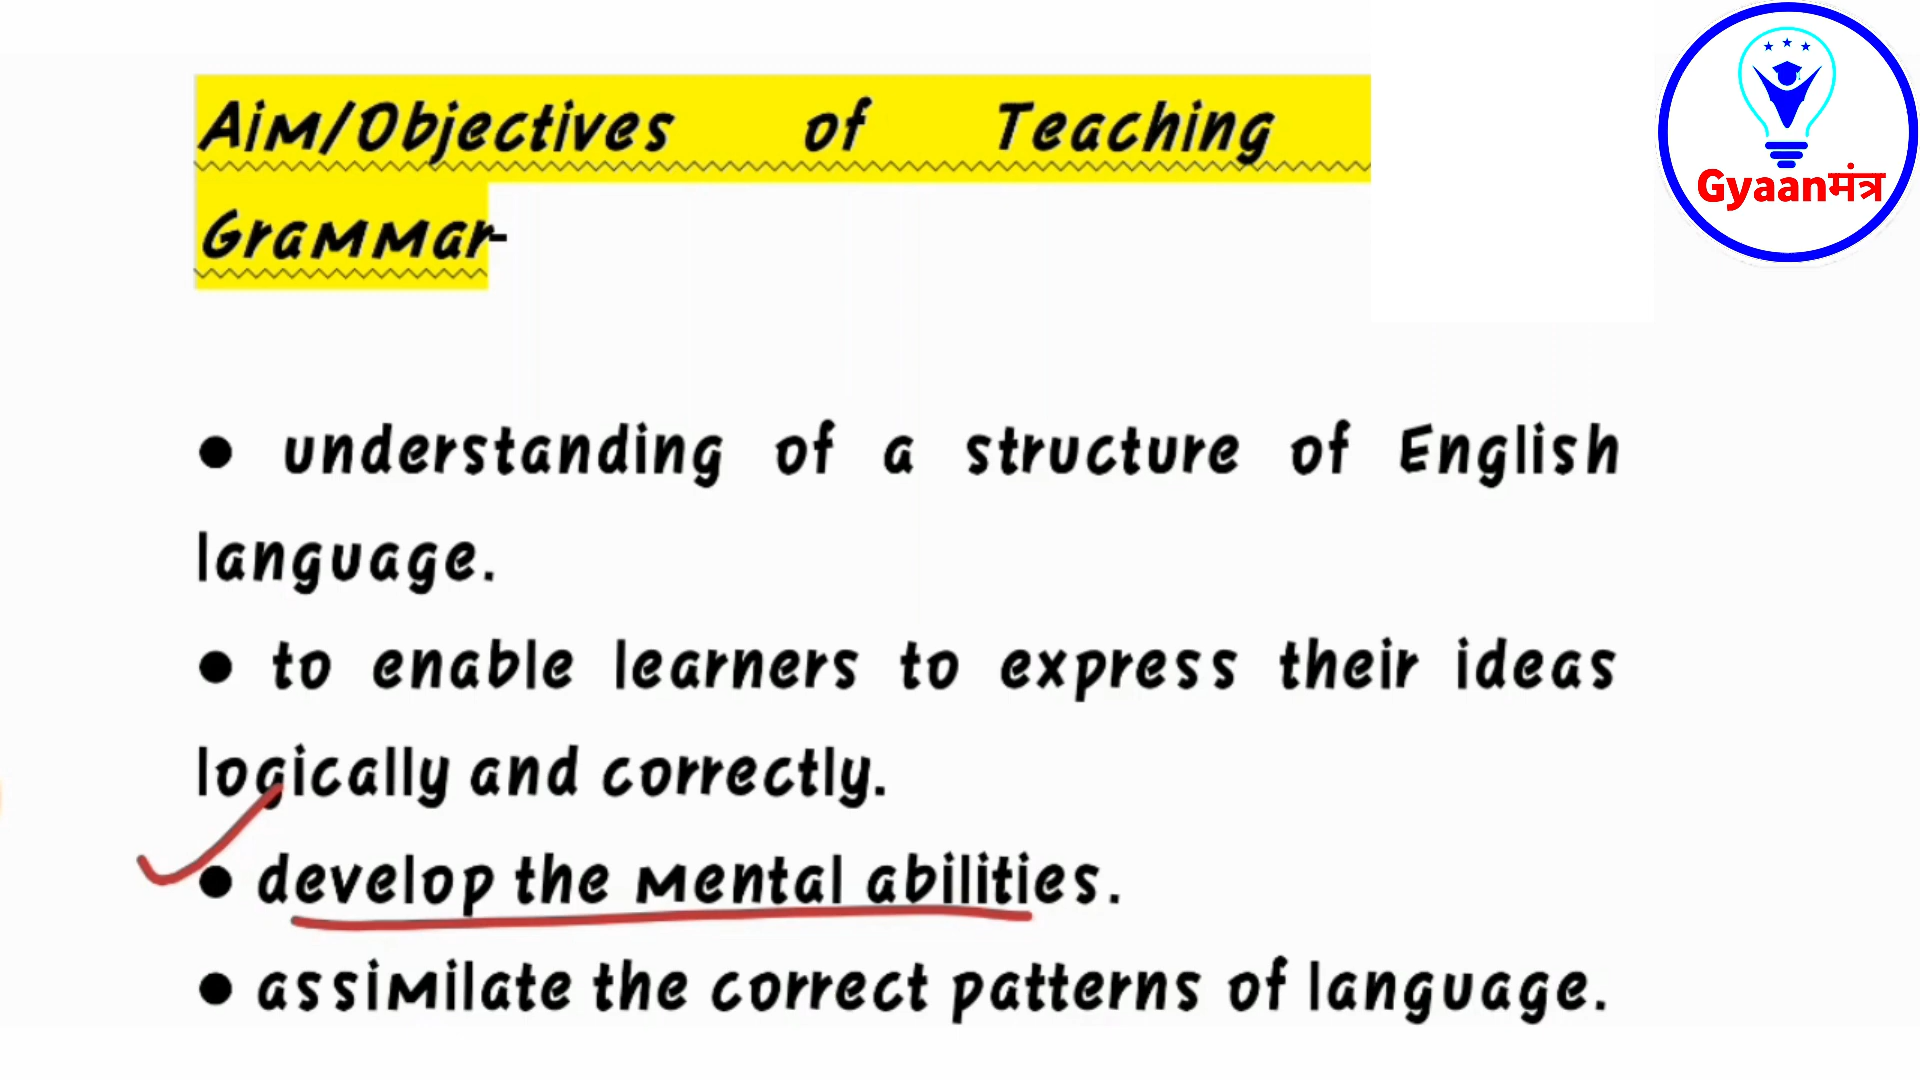 Aim/Objectives of Teaching
Grammar-
Gyaanमंत्र
● understanding of a structure of English
language.
● to enable learners to express their ideas
logically and correctly.
● develop the mental abilities.
● assimilate the correct patterns of language.